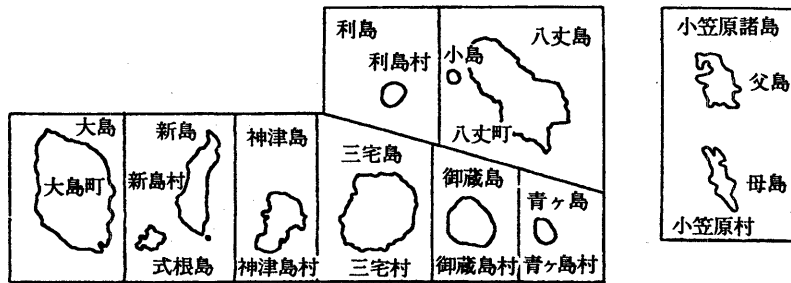 利島
利島村
八丈島
小島
八丈町
大島
大島町
新島
新島村
式根島
神津島
神津島村
三宅島
三宅村
御蔵島
御蔵島村
青ヶ島
青ヶ島村
小笠原諸島
父島
母島
小笠原村